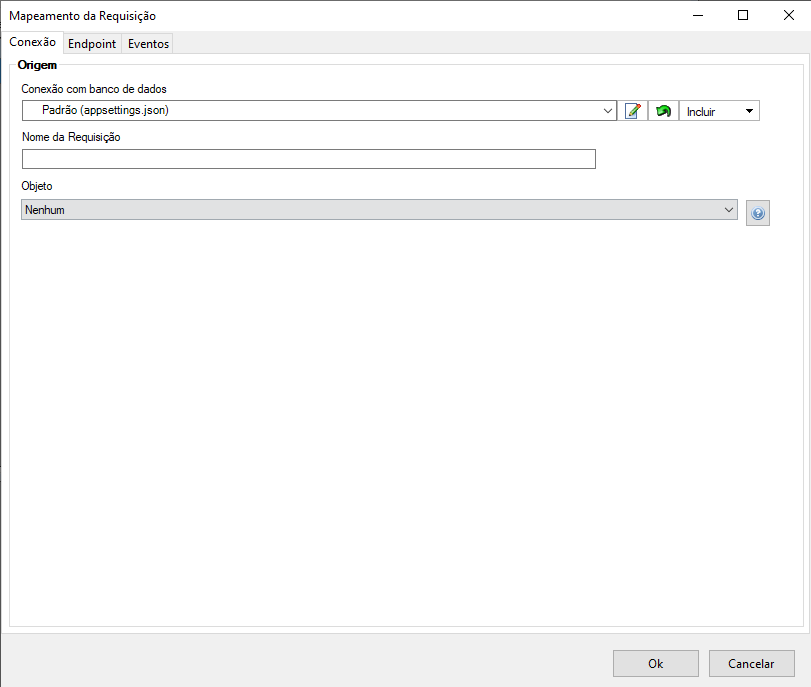 Mapeamento da Requisição
Conexão Endpoint Eventos
Origem
Conexão com banco de dados
Padrão (appsettings.json) Incluir
Nome da Requisição
Objeto
Nenhum
?
Ok Cancelar